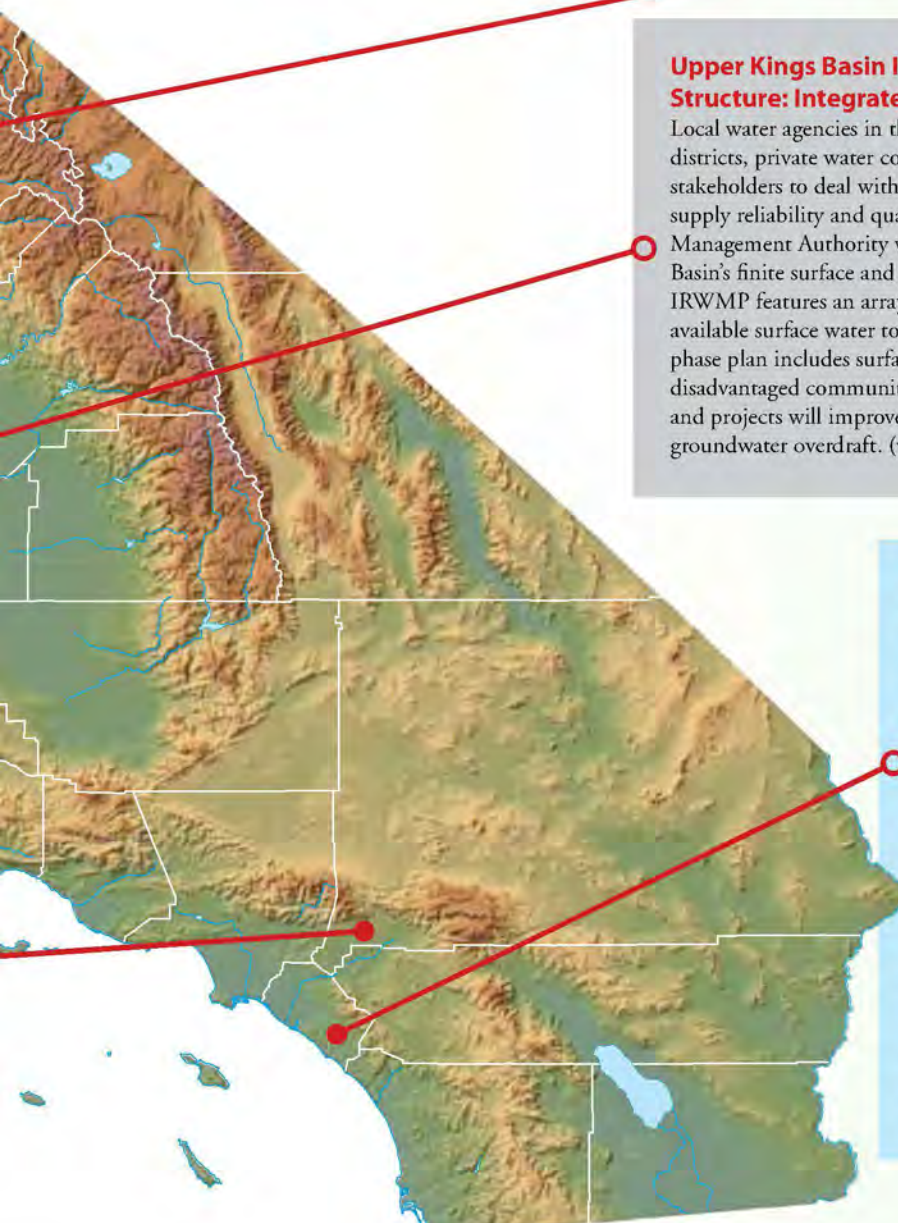 Upper Kings Basin I
Structure: Integrate
Local water agencies in t
districts, private water co
stakeholders to deal with
supply reliability and qua
Management Authority
Basin's finite surface and
IRWMP features an array
available surface water to
phase plan includes surfa
disadvantaged communi
and projects will improve
groundwater overdraft. (